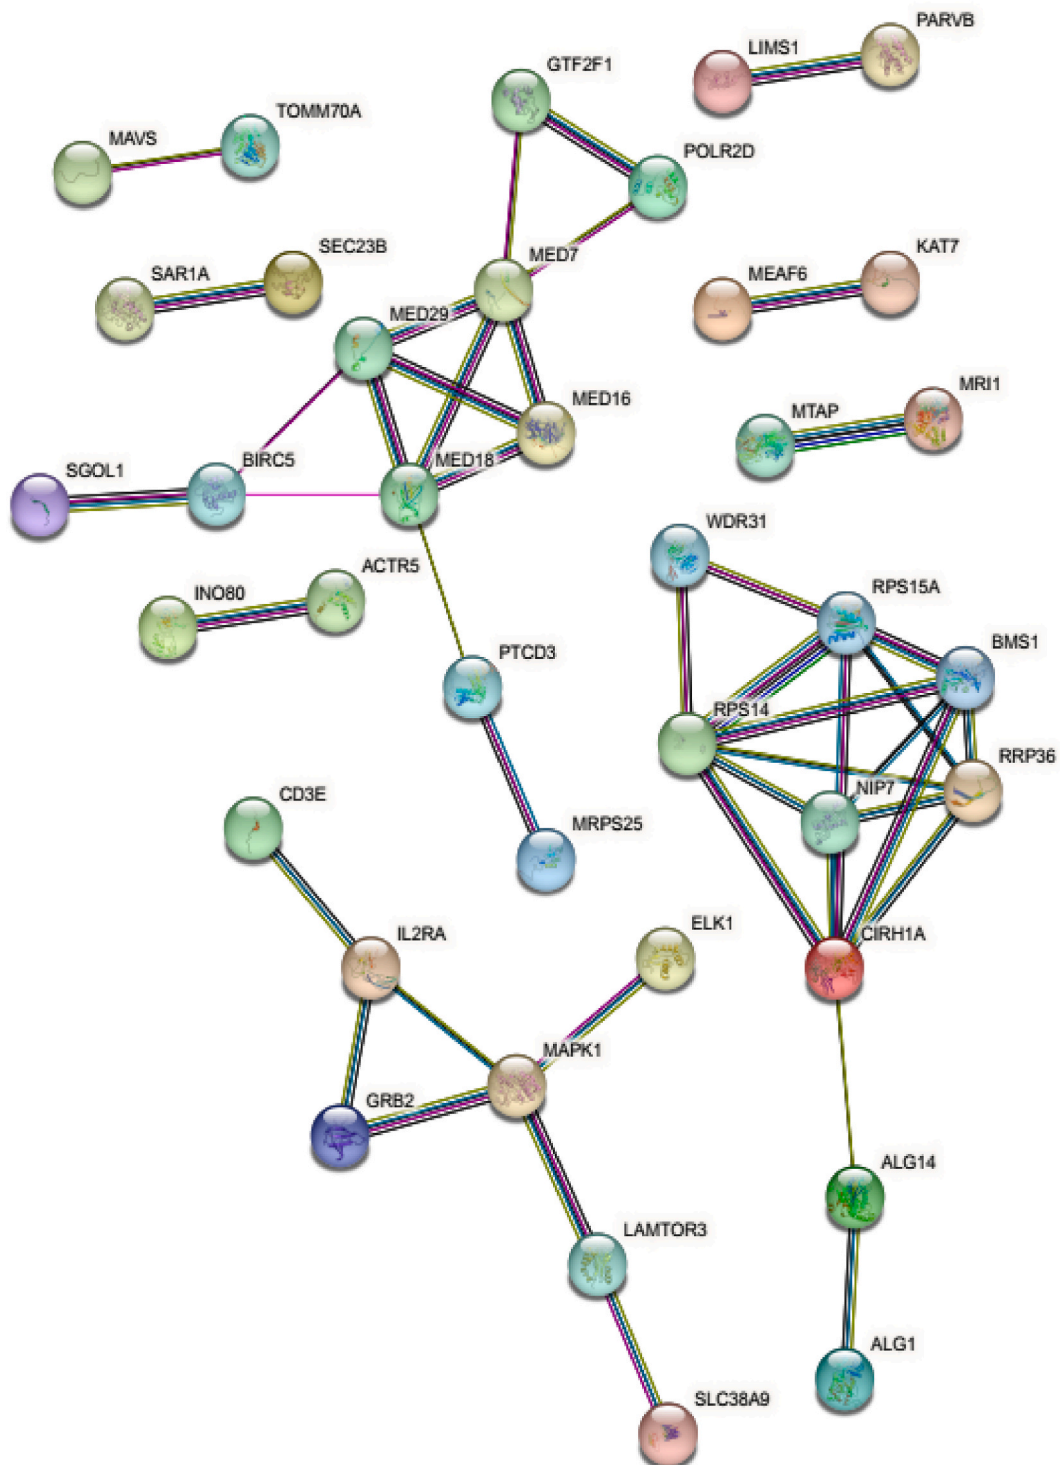 PARVB
LIMS1
GTF2F1
TOMM70A
MAVS
POLR2D
SEC23B
MED7
KAT7
SAR1A
MEAF6
MED29
MRI1
MED16
MTAP
SGOL1
BIRC5
MED18
WDR31
ACTR5
RPS15A
INO80
BMS1
PTCD3
RPS14
RRP36
NIP7
CD3E
MRPS25
ELK1
IL2RA
CIRH1A
MAPK1
GRB2
ALG14
LAMTOR3
ALG1
SLC38A9